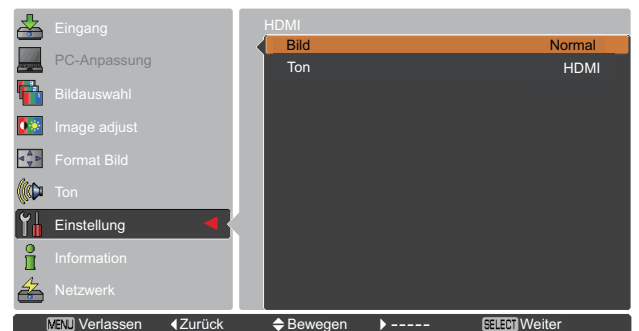 Eingang
PC-Anpassung
Bildauswahl
Image adjust
Format Bild
Ton
Einstellung
Information
Netzwerk
HDMI
Bild Normal
Ton HDMI
MENU Verlassen Zurück Bewegen ----- SELECT Weiter